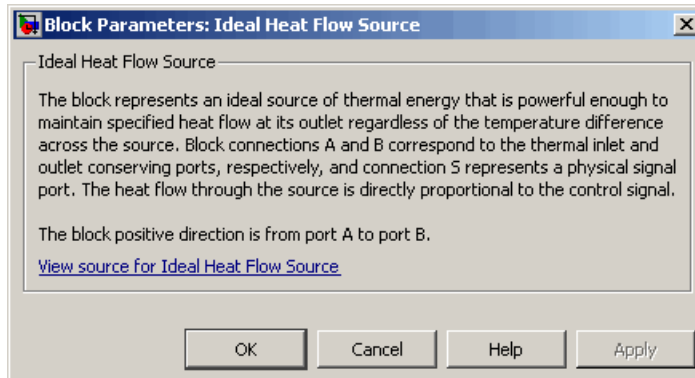 Block Parameters: Ideal Heat Flow Source
Ideal Heat Flow Source
The block represents an ideal source of thermal energy that is powerful enough to
maintain specified heat flow at its outlet regardless of the temperature difference
across the source. Block connections A and B correspond to the thermal inlet and
outlet conserving ports, respectively, and connection S represents a physical signal
port. The heat flow through the source is directly proportional to the control signal.
The block positive direction is from port A to port B.
View source for Ideal Heat Flow Source
OK Cancel Help Apply